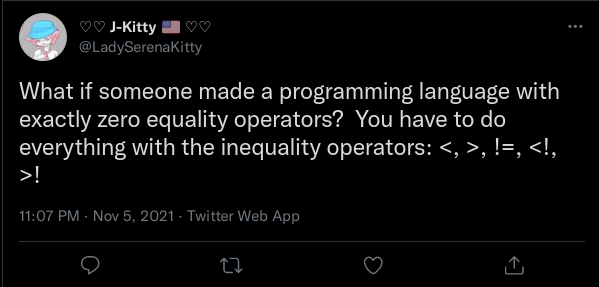 ♡♡ J-Kitty 🇺🇸 ♡♡
@LadySerenaKitty
What if someone made a programming language with
exactly zero equality operators?  You have to do
everything with the inequality operators: <, >, !=, <!,
>!
11:07 PM · Nov 5, 2021 · Twitter Web App